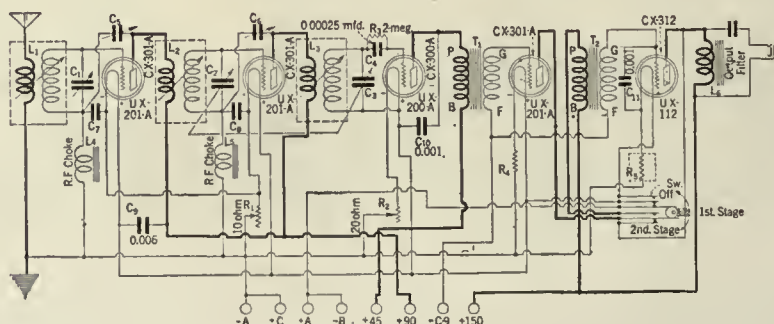 C5
C6
0.00025 mfd.
R3 2-meg.
CX-301-A
CX-312
L1
C1
CX-301-A
L2
C7
CX-301-A
L3
C4
C3
CX-300-A
P
T1
G
P
T2
G
.001
L6
Output
Filter
UX-
201-A
UX-
201-A
UX-
200-A
UX-
201-A
UX-
112
C7
C8
B
F
B
F
C11
R.F Choke
L4
R.F Choke
L5
C10
0.001.
R4
R5
Sw.
Off
1st. Stage
2nd. Stage
C9
0.006
10 ohm
R1
20 ohm
R2
-A
+C
+A
-B
+45
+90
-C-9
+150